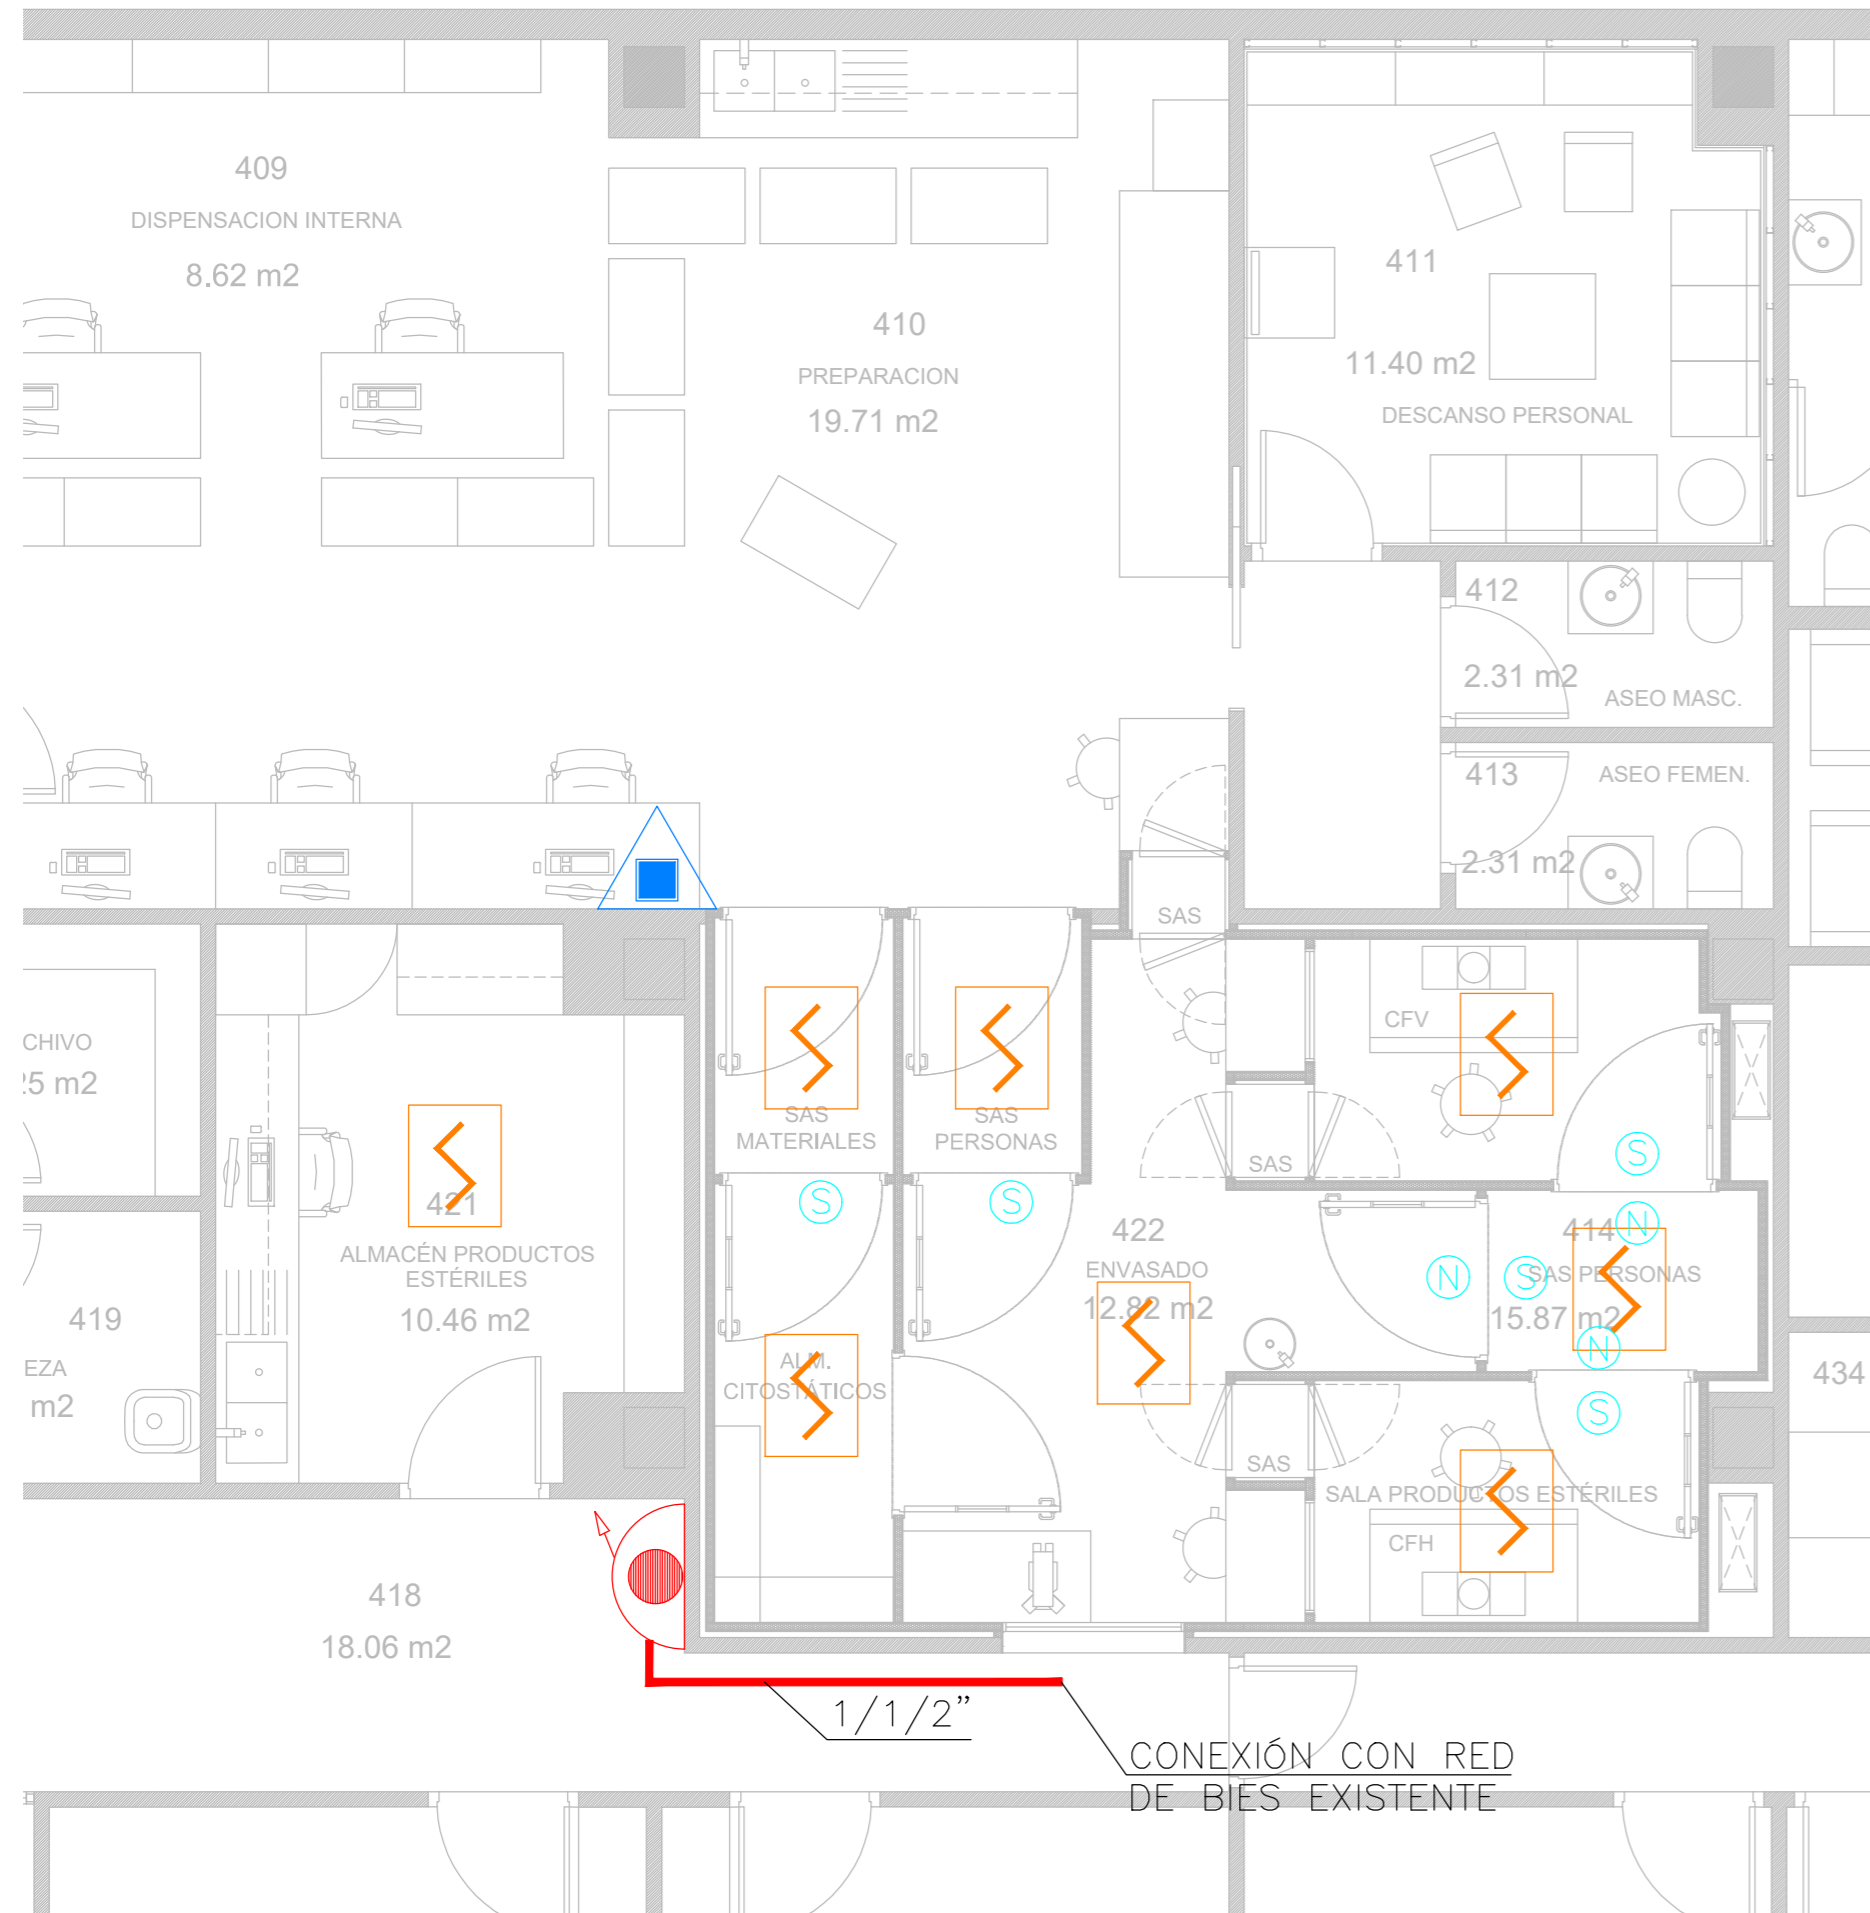 409
DISPENSACION INTERNA
8.62 m2
410
PREPARACION
19.71 m2
411
11.40 m2
DESCANSO PERSONAL
412
2.31 m2
ASEO MASC.
413
ASEO FEMEN.
2.31 m2
SAS
CFV
CHIVO
25 m2
SAS
MATERIALES
SAS
PERSONAS
SAS
S
421
ALMACÉN PRODUCTOS
ESTÉRILES
10.46 m2
S
S
422
ENVASADO
12.82 m2
414
N
N
S
SAS PERSONAS
15.87 m2
N
419
EZA
m2
ALM.
CITOSTÁTICOS
434
S
SAS
SALA PRODUCTOS ESTÉRILES
CFH
418
18.06 m2
1/1/2”
CONEXIÓN CON RED
DE BIES EXISTENTE